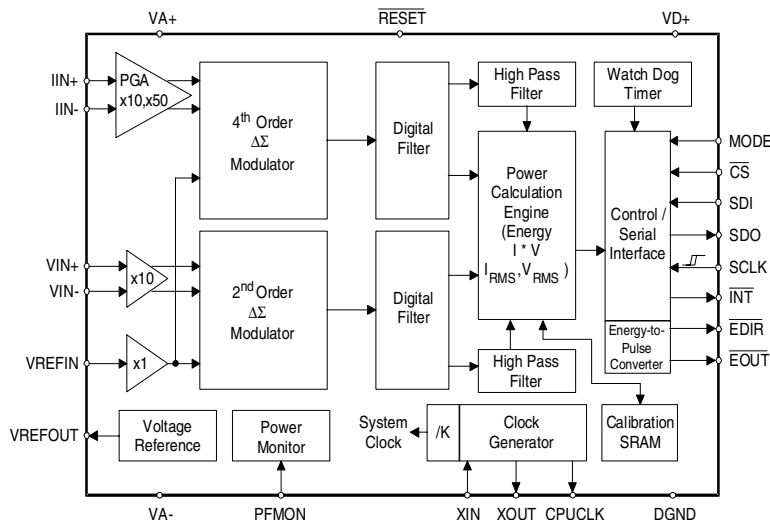 VA+
RESET
VD+
IIN+
IIN-
PGA
x10,x50
4th Order
ΔΣ
Modulator
Digital
Filter
High Pass
Filter
Watch Dog
Timer
Power
Calculation
Engine
(Energy
I * V
IRMS,VRMS )
Control /
Serial
Interface
MODE
CS
SDI
SDO
SCLK
INT
EDIR
EOUT
VIN+
VIN-
x10
2nd Order
ΔΣ
Modulator
Digital
Filter
High Pass
Filter
Energy-to-
Pulse
Converter
VREFIN
x1
VREFOUT
Voltage
Reference
Power
Monitor
System
Clock
/K
Clock
Generator
Calibration
SRAM
VA-
PFMON
XIN
XOUT
CPUCLK
DGND